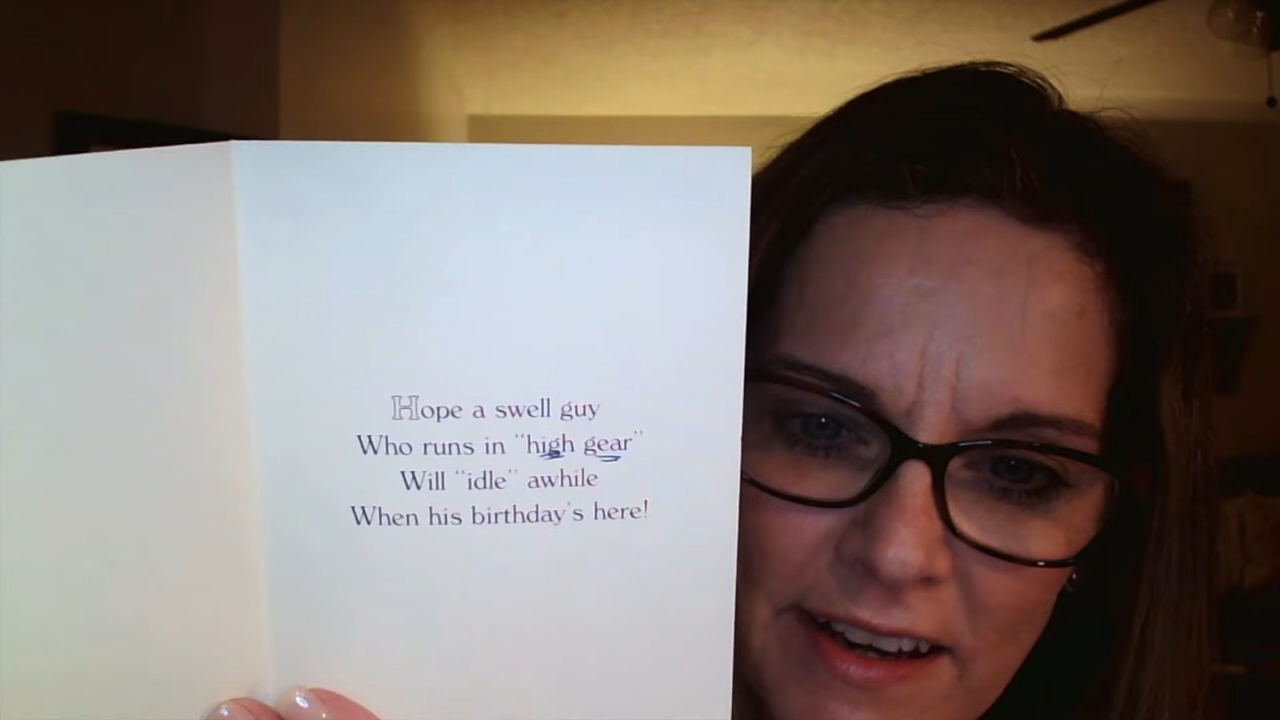 Hope a swell guy
Who runs in "high gear"
Will "idle" awhile
When his birthday's here!